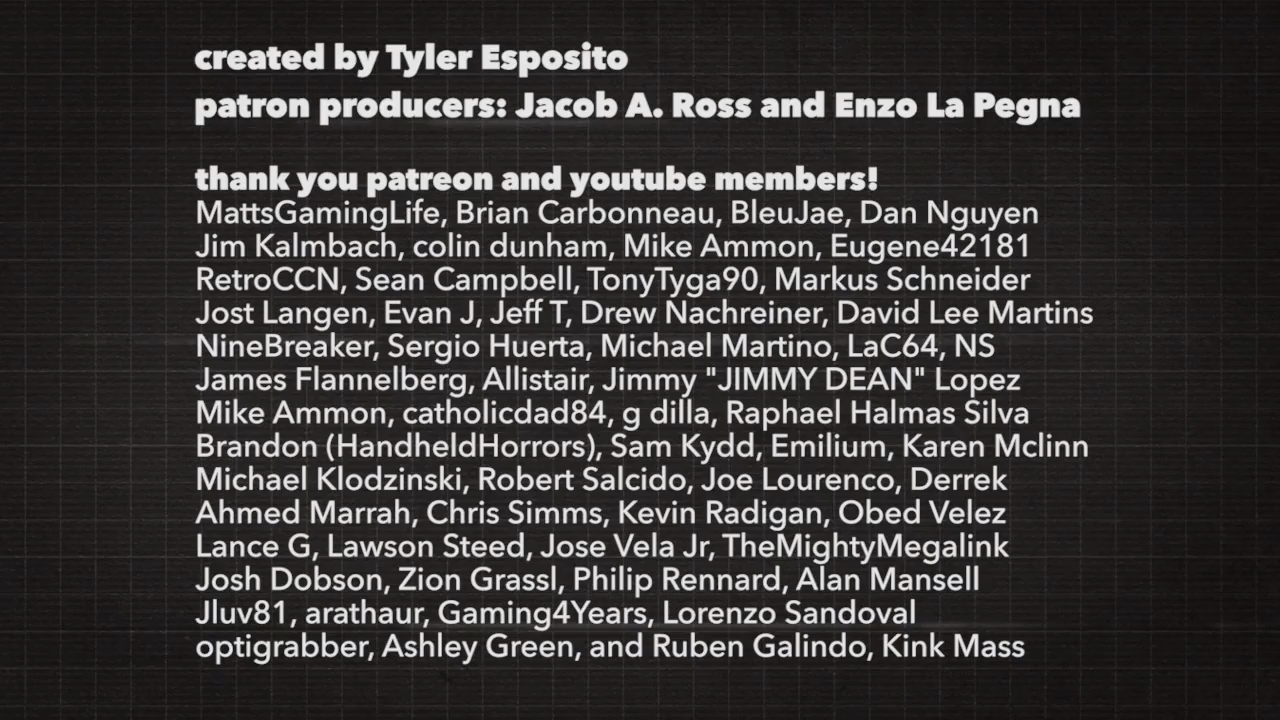 created by Tyler Esposito
patron producers: Jacob A. Ross and Enzo La Pegna
thank you patreon and youtube members!
MattsGamingLife, Brian Carbonneau, BleuJae, Dan Nguyen
Jim Kalmbach, colin dunham, Mike Ammon, Eugene42181
RetroCCN, Sean Campbell, TonyTyga90, Markus Schneider
Jost Langen, Evan J, Jeff T, Drew Nachreiner, David Lee Martins
NineBreaker, Sergio Huerta, Michael Martino, LaC64, NS
James Flannelberg, Allistair, Jimmy "JIMMY DEAN" Lopez
Mike Ammon, catholicdad84, g dilla, Raphael Halmas Silva
Brandon (HandheldHorrors), Sam Kydd, Emilium, Karen Mclinn
Michael Klodzinski, Robert Salcido, Joe Lourenco, Derrek
Ahmed Marrah, Chris Simms, Kevin Radigan, Obed Velez
Lance G, Lawson Steed, Jose Vela Jr, TheMightyMegalink
Josh Dobson, Zion Grassl, Philip Rennard, Alan Mansell
Jluv81, arathaur, Gaming4Years, Lorenzo Sandoval
optigrabber, Ashley Green, and Ruben Galindo, Kink Mass